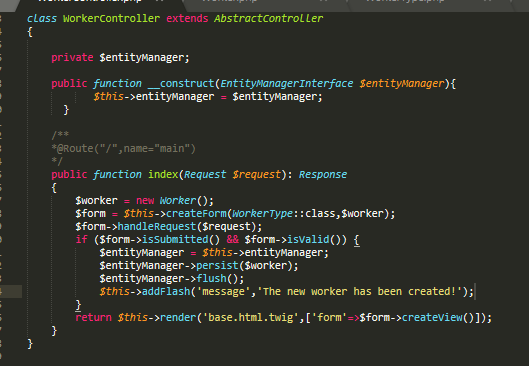 class WorkerController extends AbstractController
{
private $entityManager;
public function __construct(EntityManagerInterface $entityManager){
$this->entityManager = $entityManager;
}
/**
*@Route("/",name="main")
*/
public function index(Request $request): Response
{
$worker = new Worker();
$form = $this->createForm(WorkerType::class,$worker);
$form->handleRequest($request);
if ($form->isSubmitted() && $form->isValid()) {
$entityManager = $this->entityManager;
$entityManager->persist($worker);
$entityManager->flush();
$this->addFlash('message','The new worker has been created!');
}
return $this->render('base.html.twig',['form'=>$form->createView()]);
}
}